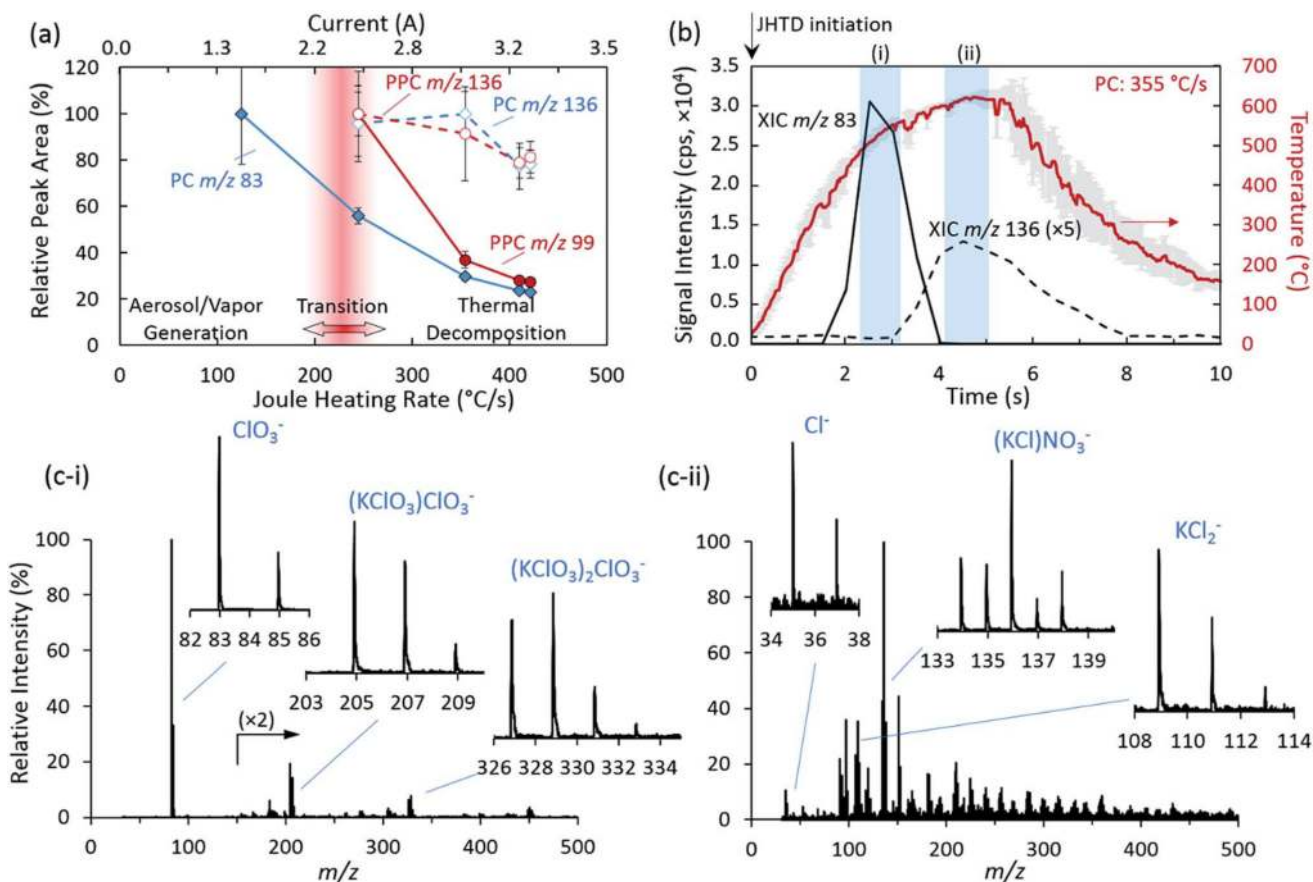 (a)
Current (A)
0.0 1.3 2.2 2.8 3.2 3.5
Relative Peak Area (%)
120
100
80
60
40
20
0
PPC m/z 136
PC m/z 136
PC m/z 83
PPC m/z 99
Aerosol/Vapor
Generation
Transition
Thermal
Decomposition
0 100 200 300 400 500
Joule Heating Rate (°C/s)
(b)
JHTD initiation
(i) (ii)
Signal Intensity (cps, ×10⁴)
3.5
3.0
2.5
2.0
1.5
1.0
0.5
0.0
XIC m/z 83
PC: 355 °C/s
XIC m/z 136 (×5)
700
600
500
400
300
200
100
0
Temperature (°C)
0 2 4 6 8 10
Time (s)
(c-i)
Relative Intensity (%)
100
80
60
40
20
0
ClO₃⁻
82 83 84 85 86
(KClO₃)ClO₃⁻
203 205 207 209
(KClO₃)₂ClO₃⁻
326 328 330 332 334
(×2)
0 100 200 300 400 500
m/z
(c-ii)
100
80
60
40
20
0
Cl⁻
34 36 38
(KCl)NO₃⁻
133 135 137 139
KCl₂⁻
108 110 112 114
0 100 200 300 400 500
m/z